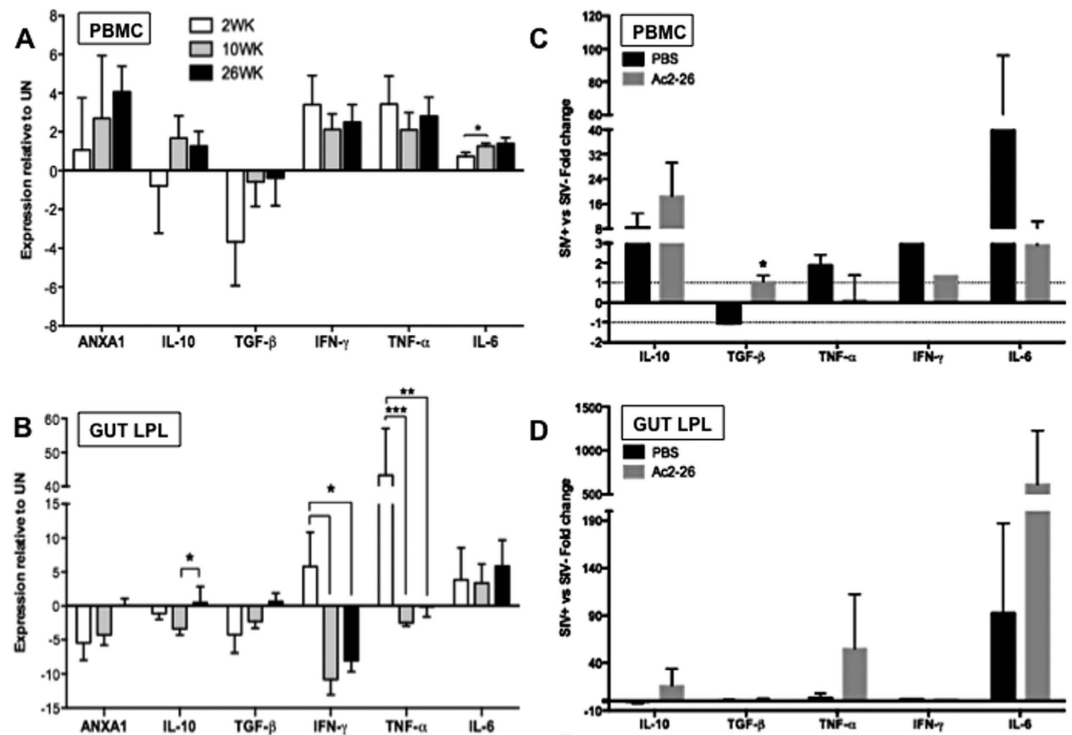 A
PBMC
2WK
10WK
26WK
Expression relative to UN
8
6
4
2
0
-2
-4
-6
-8
*
ANXA1 IL-10 TGF-β IFN-γ TNF-α IL-6
C
PBMC
PBS
Ac2-26
SIV+ vs SIV- Fold change
120
100
80
60
40
32
24
16
8
3
2
1
0
-1
-2
*
IL-10 TGF-β TNF-α IFN-γ IL-6
B
GUT LPL
Expression relative to UN
60
50
40
15
10
5
0
-5
-10
-15
*
*
***
**
ANXA1 IL-10 TGF-β IFN-γ TNF-α IL-6
D
GUT LPL
PBS
Ac2-26
SIV+ vs SIV- Fold change
1500
1000
500
190
140
90
40
-10
IL-10 TGF-β TNF-α IFN-γ IL-6